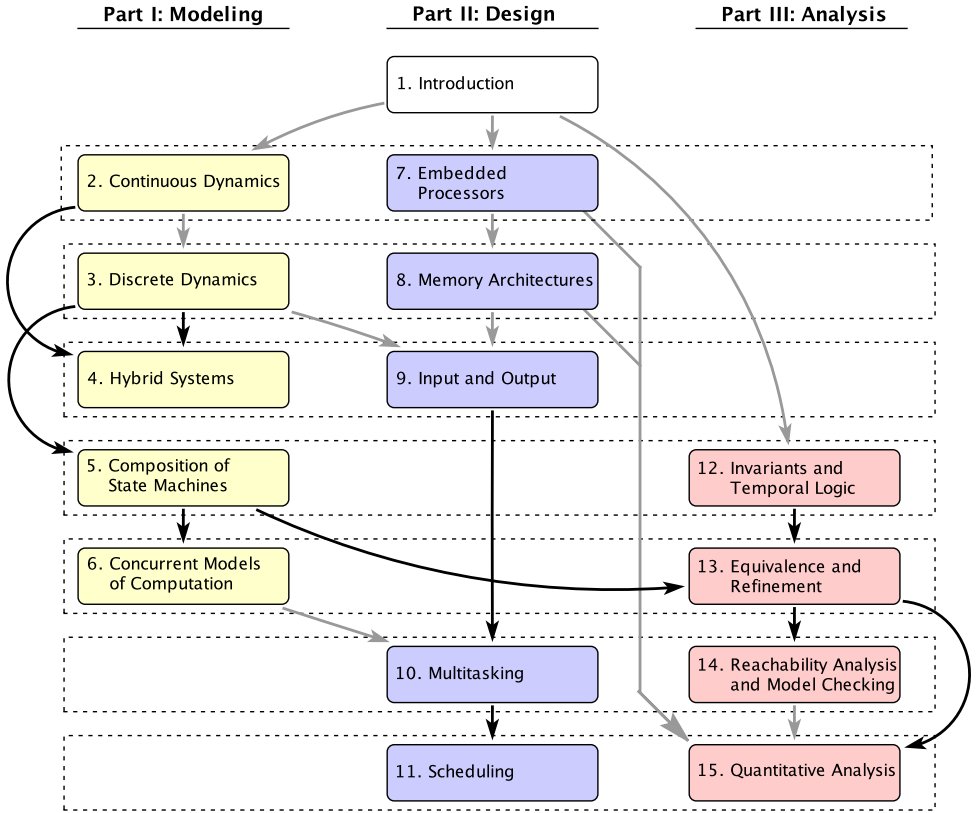 Part I: Modeling
Part II: Design
Part III: Analysis
1. Introduction
2. Continuous Dynamics
7. Embedded
Processors
3. Discrete Dynamics
8. Memory Architectures
4. Hybrid Systems
9. Input and Output
5. Composition of
State Machines
12. Invariants and
Temporal Logic
6. Concurrent Models
of Computation
13. Equivalence and
Refinement
10. Multitasking
14. Reachability Analysis
and Model Checking
11. Scheduling
15. Quantitative Analysis